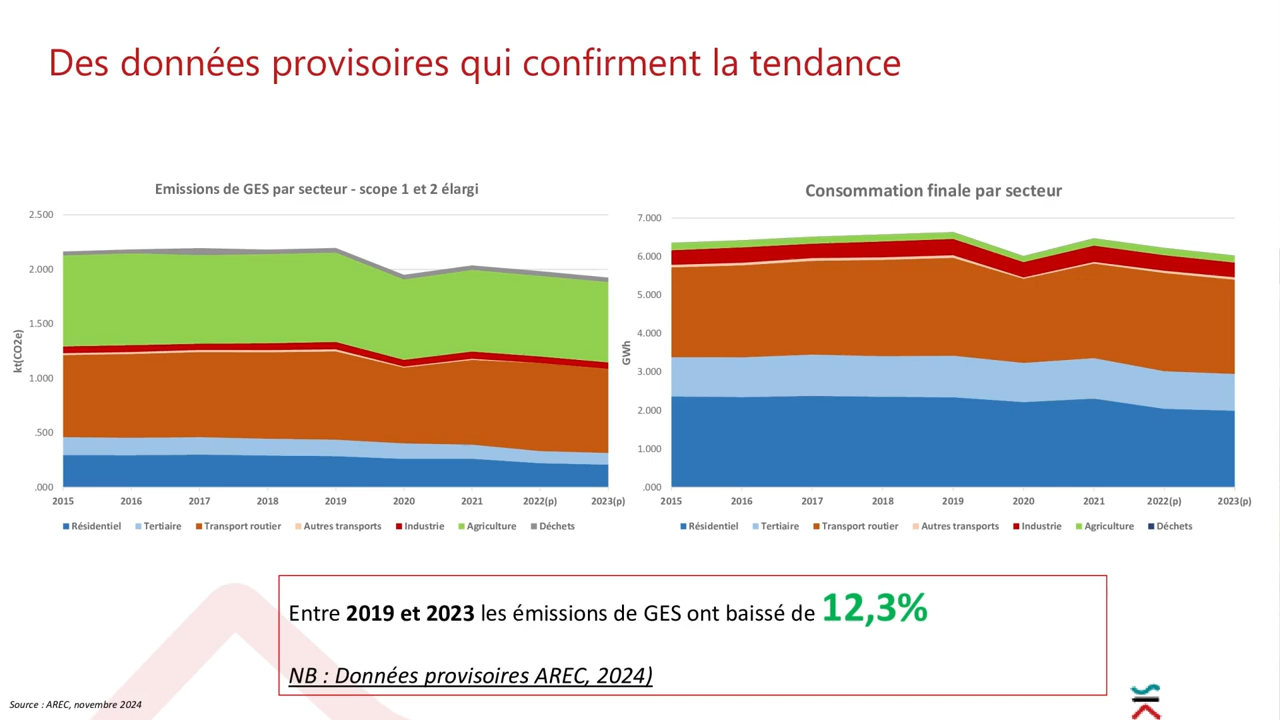 Des données provisoires qui confirment la tendance
Emissions de GES par secteur - scope 1 et 2 élargi
kt(CO2e)
2.500
2.000
1.500
1.000
.500
.000
2015 2016 2017 2018 2019 2020 2021 2022(p) 2023(p)
Résidentiel Tertiaire Transport routier Autres transports Industrie Agriculture Déchets
Consommation finale par secteur
GWh
7.000
6.000
5.000
4.000
3.000
2.000
1.000
.000
2015 2016 2017 2018 2019 2020 2021 2022(p) 2023(p)
Résidentiel Tertiaire Transport routier Autres transports Industrie Agriculture Déchets
Entre 2019 et 2023 les émissions de GES ont baissé de 12,3%
NB : Données provisoires AREC, 2024)
Source : AREC, novembre 2024